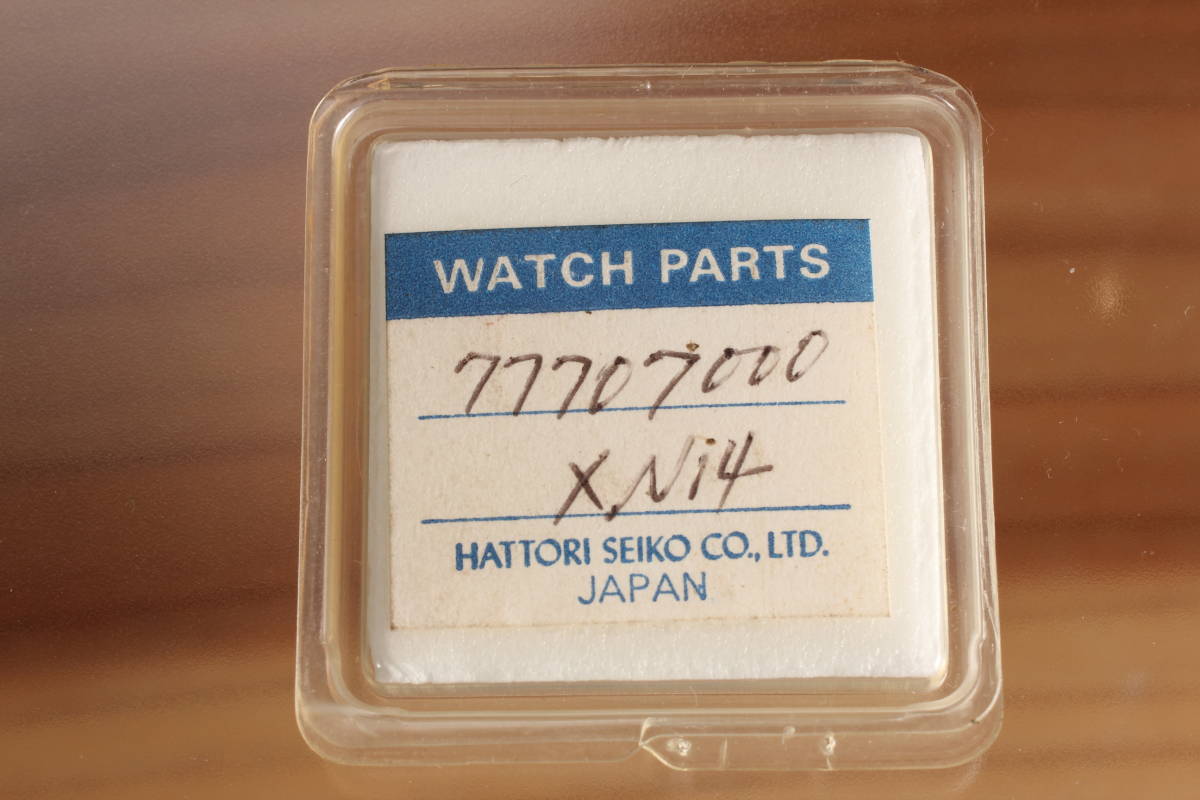 WATCH PARTS
77707000
X,Ni4
HATTORI SEIKO CO., LTD.
JAPAN